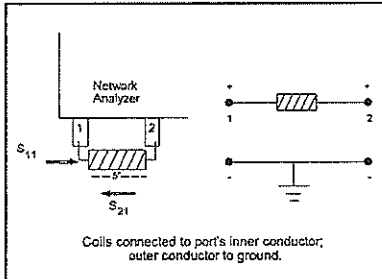 Network
Analyzer
1 2
+ +
1 2
S11
5"
S21
- -
Coils connected to port's inner conductor;
outer conductor to ground.